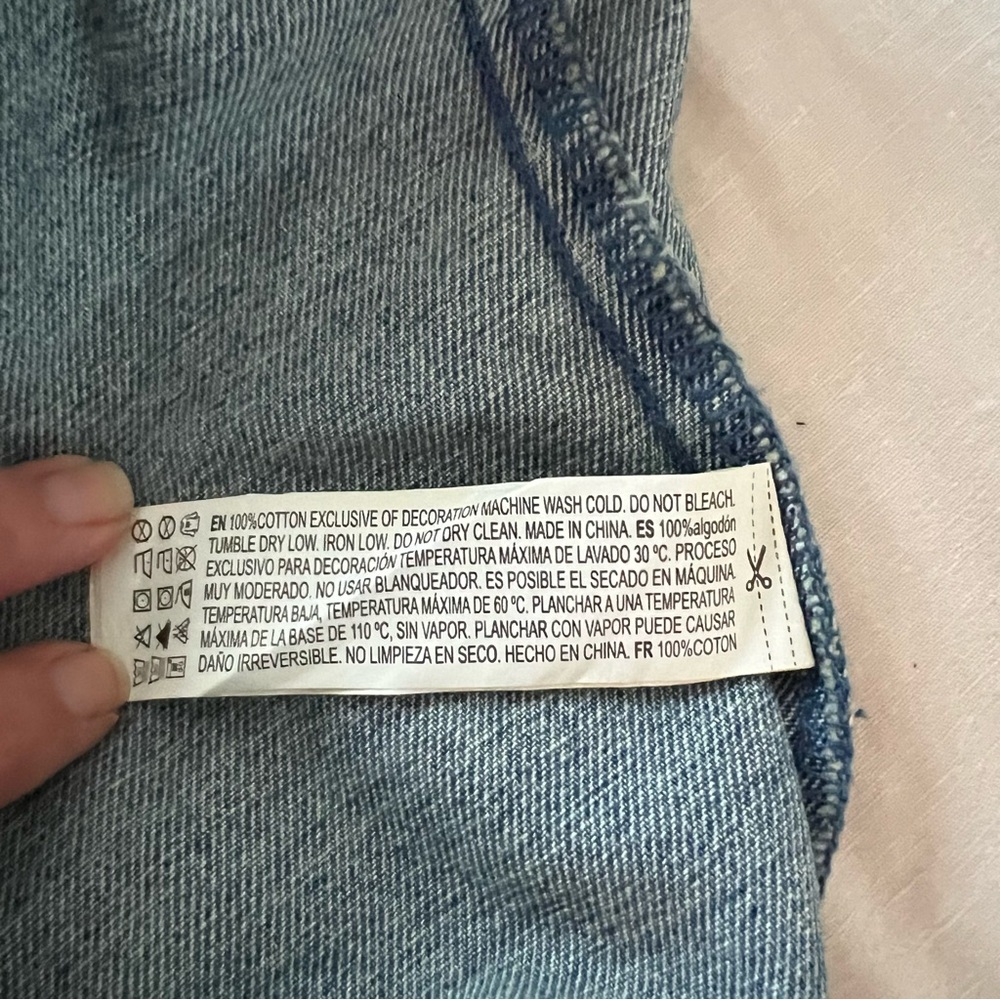 EN 100%COTTON EXCLUSIVE OF DECORATION MACHINE WASH COLD. DO NOT BLEACH.
TUMBLE DRY LOW. IRON LOW. DO NOT DRY CLEAN. MADE IN CHINA. ES 100%algodón
EXCLUSIVO PARA DECORACIÓN TEMPERATURA MÁXIMA DE LAVADO 30 ºC. PROCESO
MUY MODERADO. NO USAR BLANQUEADOR. ES POSIBLE EL SECADO EN MÁQUINA
TEMPERATURA BAJA, TEMPERATURA MÁXIMA DE 60 ºC. PLANCHAR A UNA TEMPERATURA
MÁXIMA DE LA BASE DE 110 ºC, SIN VAPOR. PLANCHAR CON VAPOR PUEDE CAUSAR
DAÑO IRREVERSIBLE. NO LIMPIEZA EN SECO. HECHO EN CHINA. FR 100%COTON